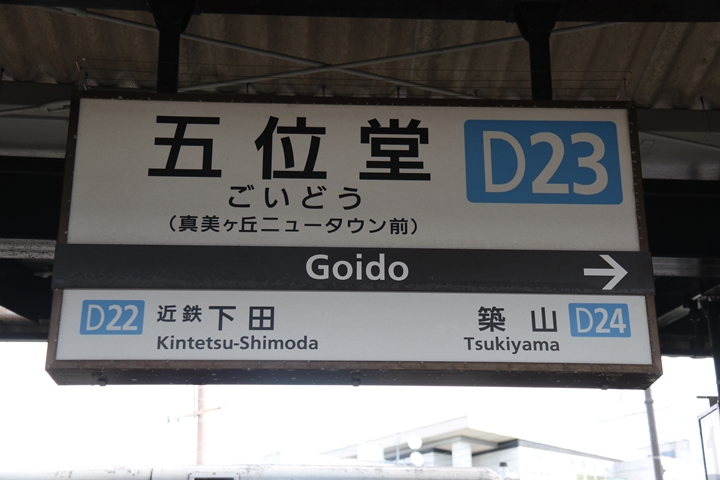 五位堂 D23
ごいどう
（真美ヶ丘ニュータウン前）
Goido →
D22 近鉄下田 築山 D24
Kintetsu-Shimoda Tsukiyama